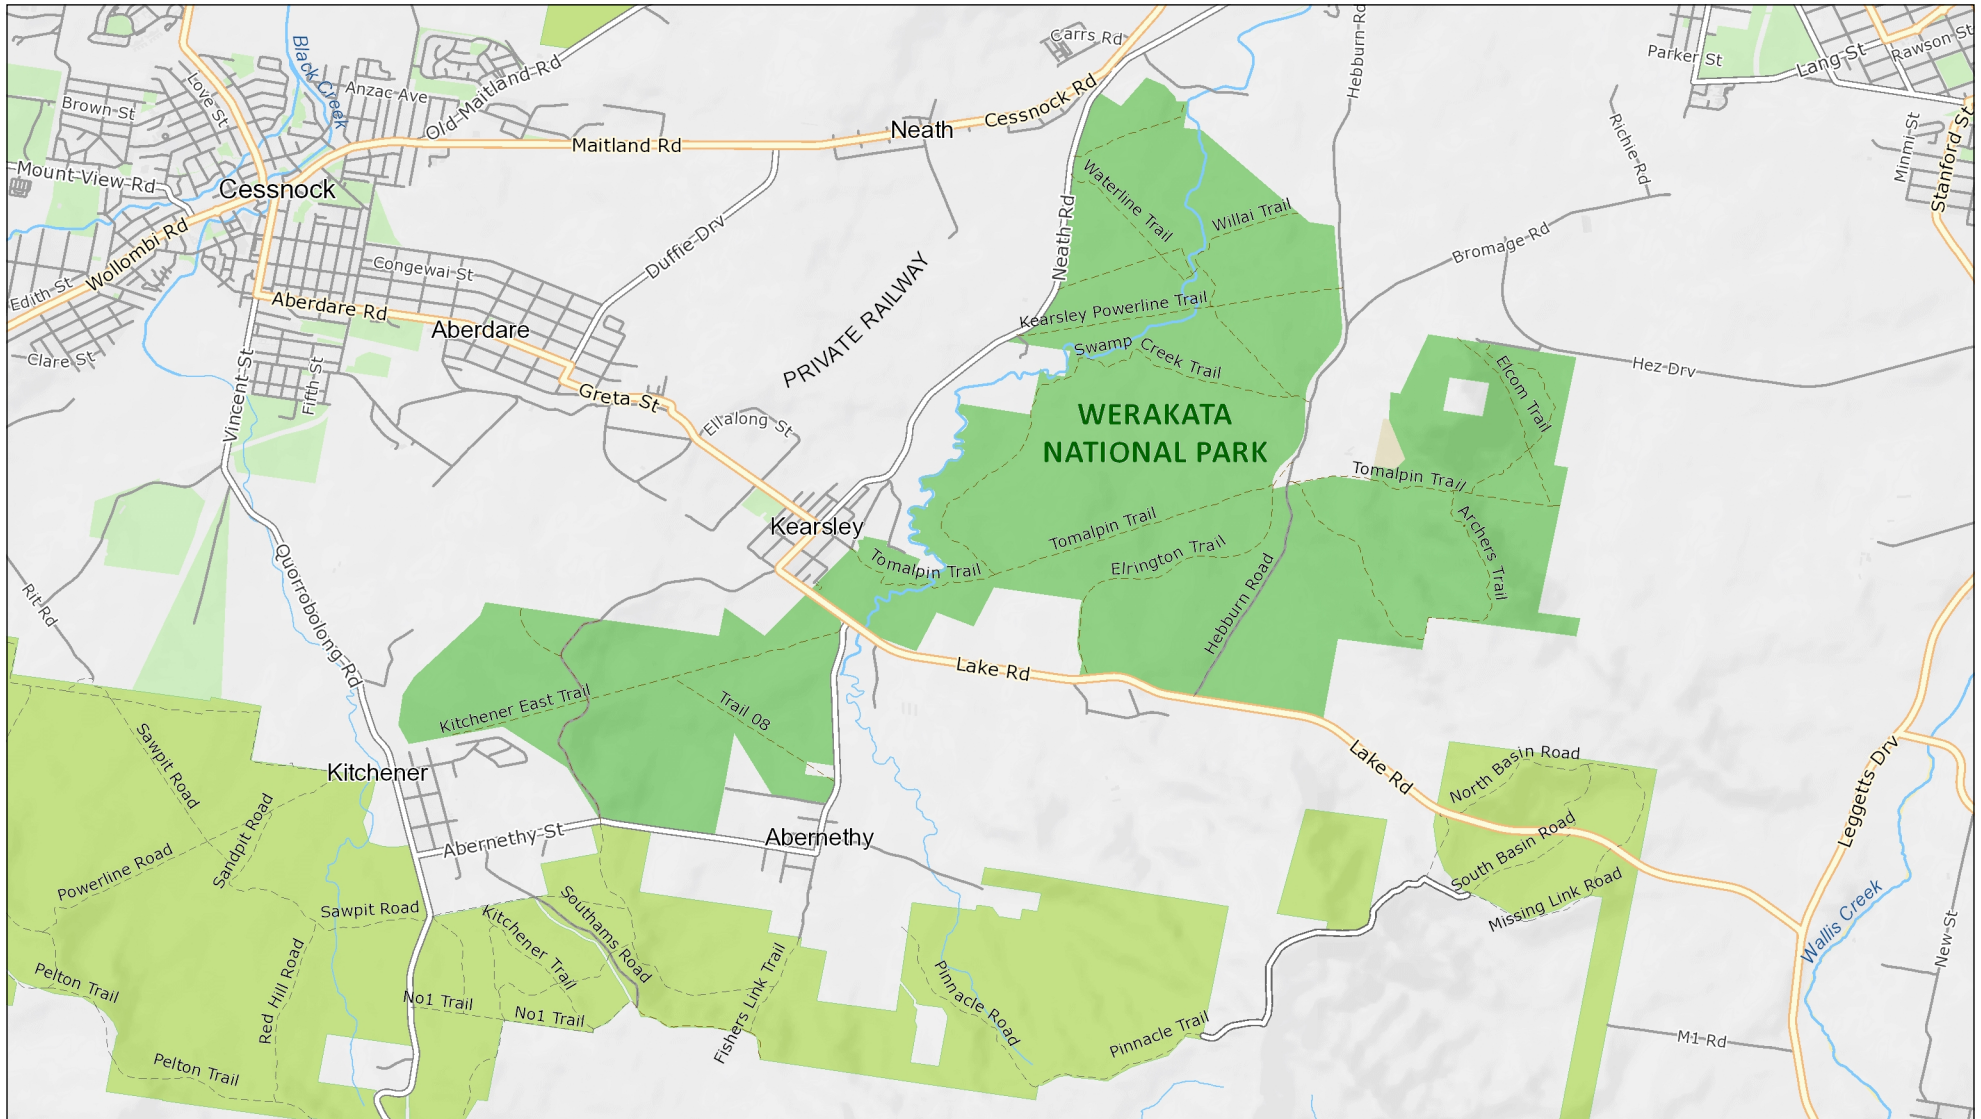 Carrs Rd
Hebburn-Rd
Parker St
Lang St
Rawson St
Black Creek
Love St
Brown St
Anzac Ave
Old-Maitland-Rd
Maitland Rd
Neath
Cessnock Rd
Richie-Rd
Minmi-St
Stanford St
Mount View Rd
Cessnock
Wollombi Rd
Edith St
Clare St
Congewai St
Duffie-Drv
Neath-Rd
Waterline Trail
Willai Trail
Bromage-Rd
PRIVATE RAILWAY
Aberdare Rd
Aberdare
Kearsley Powerline Trail
Swamp Creek Trail
Hez Drv
Elcom Trail
Vincent-St
Fifth St
Greta St
Ellalong St
WERAKATA
NATIONAL PARK
Tomalpin Trail
Archers Trail
Kearsley
Tomalpin Trail
Tomalpin Trail
Elrington Trail
Hebburn Road
Quorrobolong-Rd
Rit-Rd
Lake Rd
Kitchener East Trail
Trail 08
Sawpit Road
Kitchener
Lake Rd
North Basin Road
Leggetts Drv
Sandpit Road
Powerline Road
Abernethy St
Abernethy
South Basin Road
Missing Link Road
Wallis Creek
New-St
Sawpit Road
Kitchener Trail
Southams Road
Fishers Link Trail
Pinnacle Road
Pinnacle Trail
Pelton Trail
Red Hill Road
No1 Trail
No1 Trail
Pelton Trail
M1 Rd